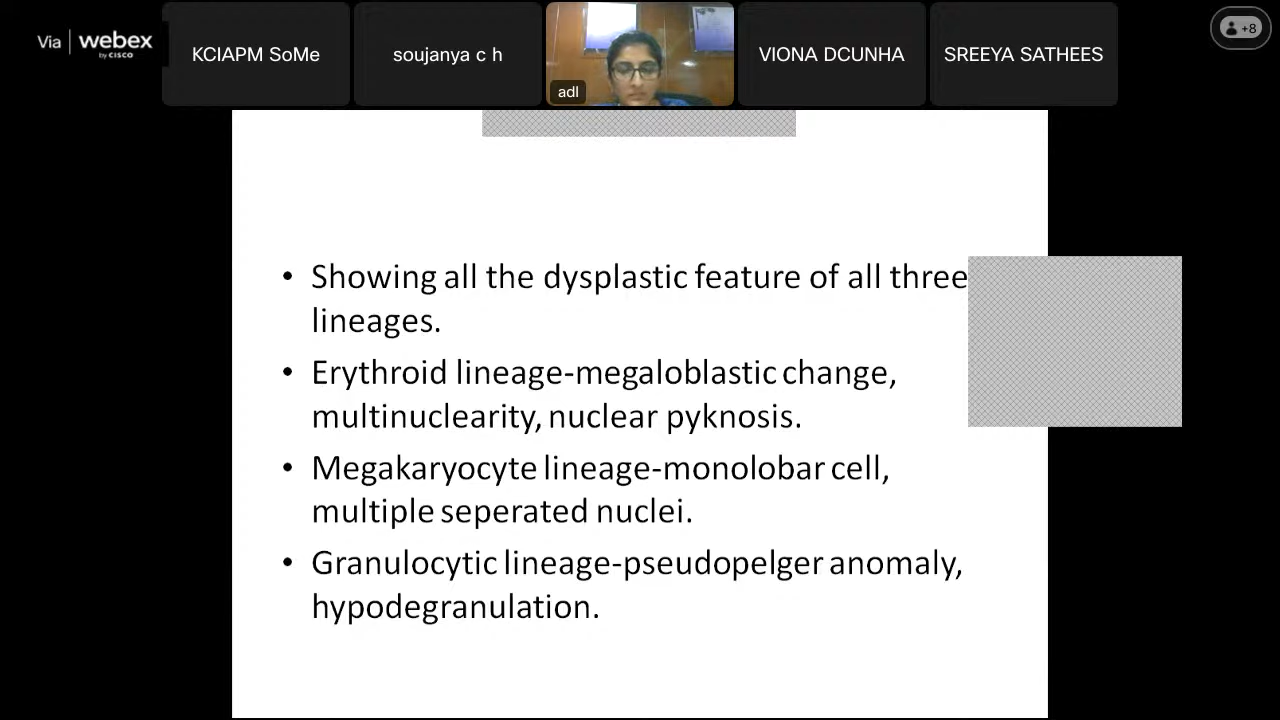 Via webex
by CISCO
KCIAPM SoMe
soujanya c h
adl
VIONA DCUNHA
SREEYA SATHEES
+8
• Showing all the dysplastic feature of all three
lineages.
• Erythroid lineage-megaloblastic change,
multinuclearity, nuclear pyknosis.
• Megakaryocyte lineage-monolobar cell,
multiple seperated nuclei.
• Granulocytic lineage-pseudopelger anomaly,
hypodegranulation.